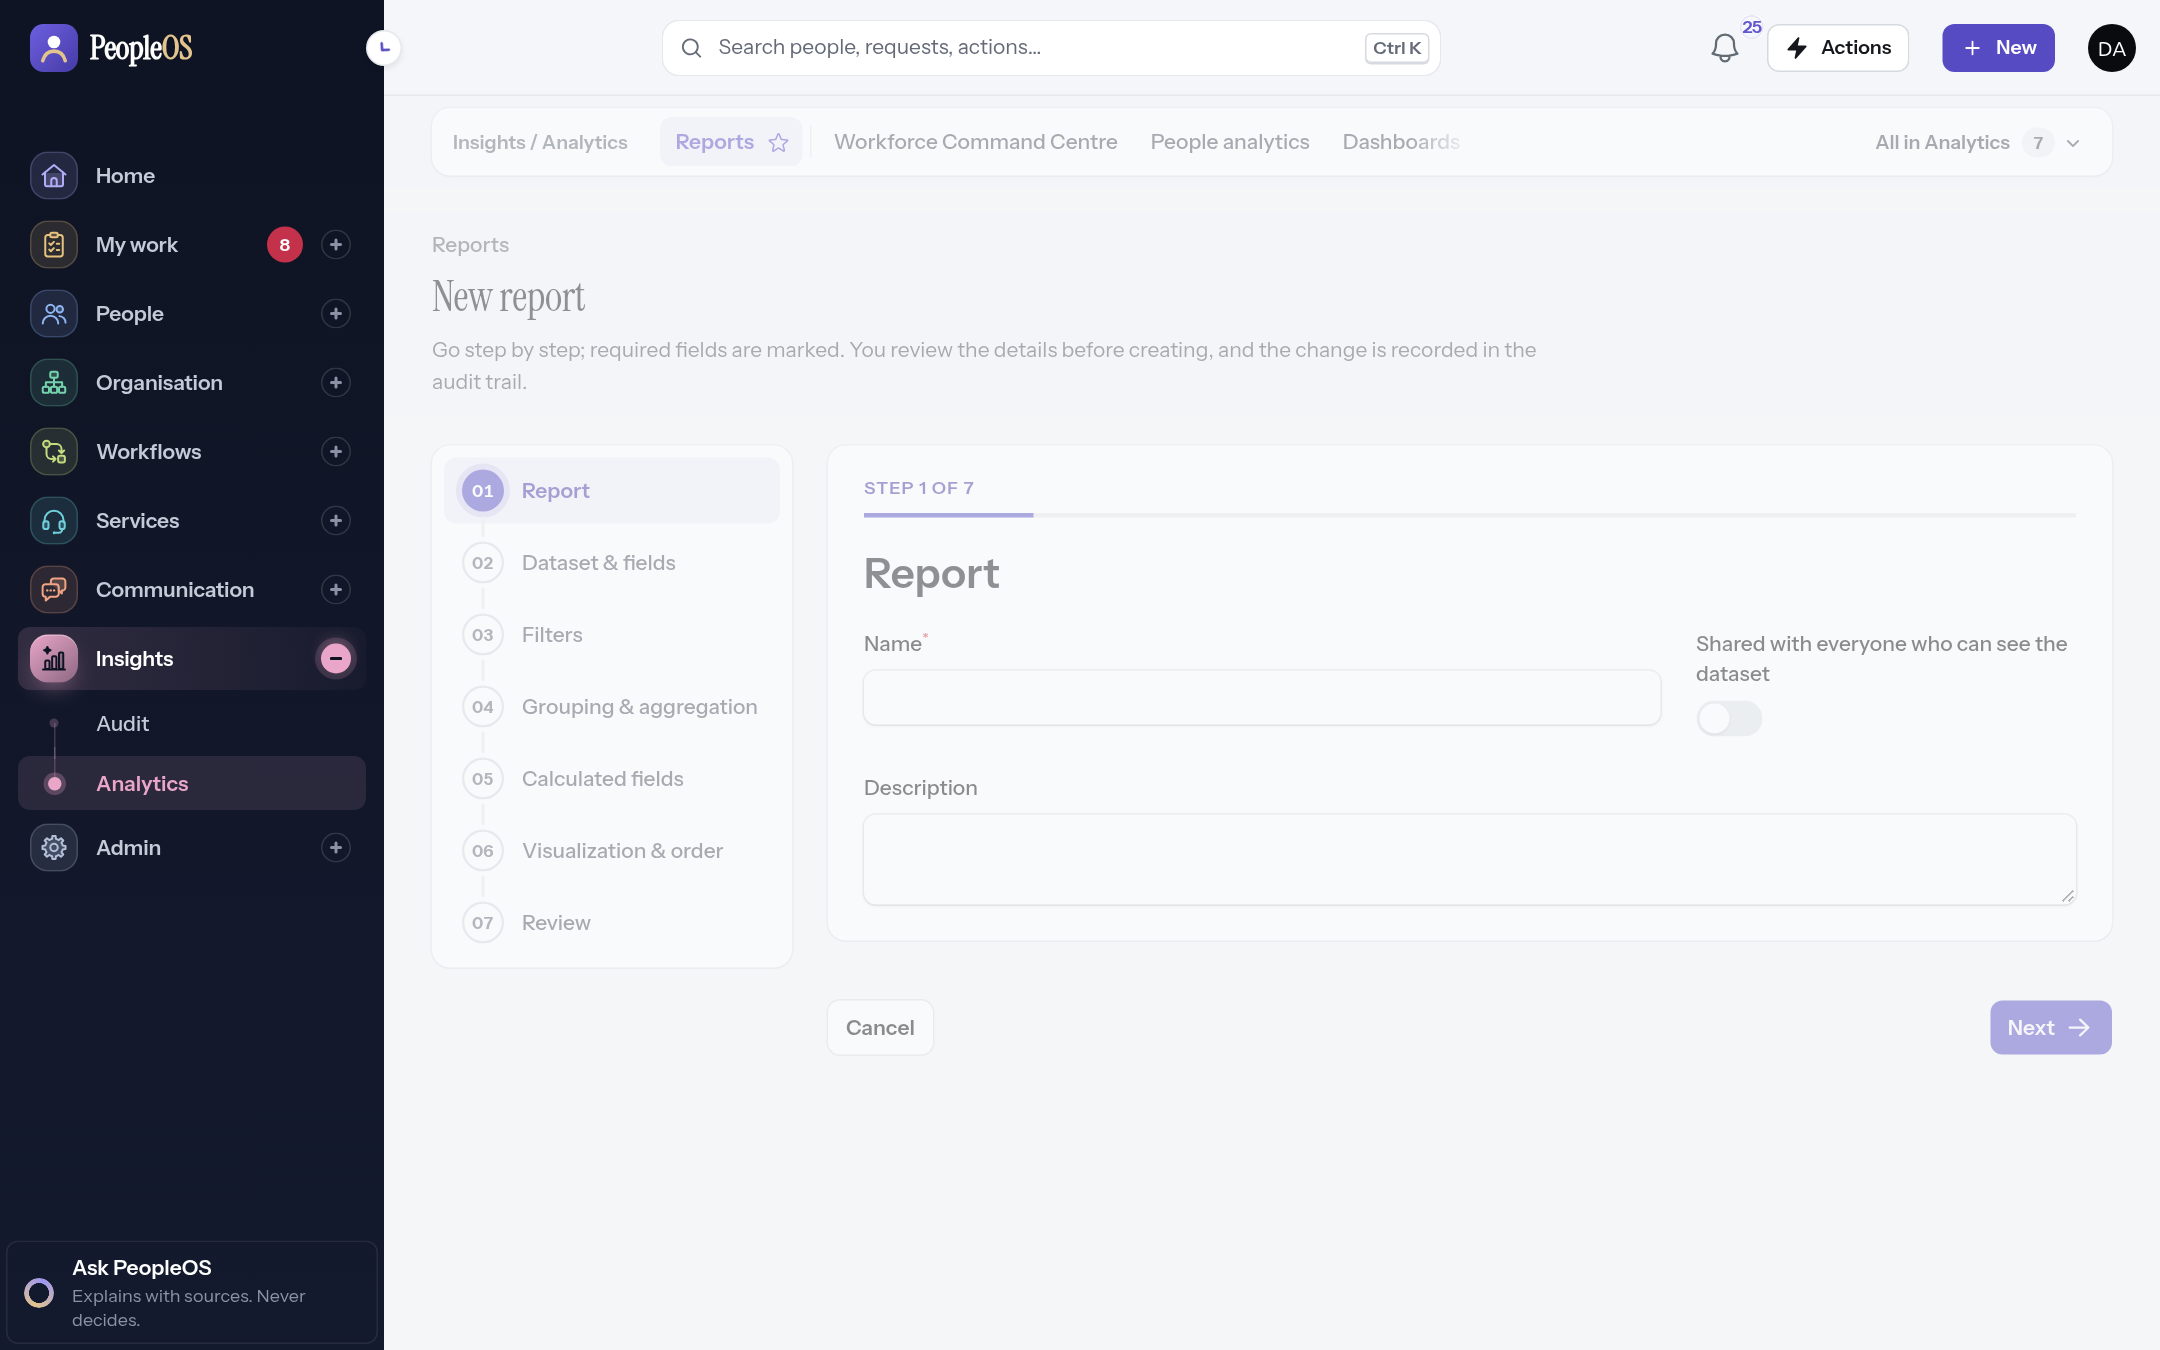 PeopleOS
Search people, requests, actions...
Ctrl K
25
Actions
New
DA
Home
My work
8
People
Organisation
Workflows
Services
Communication
Insights
Audit
Analytics
Admin
Ask PeopleOS
Explains with sources. Never
decides.
Insights / Analytics
Reports
Workforce Command Centre
People analytics
Dashboards
All in Analytics
7
Reports
New report
Go step by step; required fields are marked. You review the details before creating, and the change is recorded in the
audit trail.
01 Report
02 Dataset & fields
03 Filters
04 Grouping & aggregation
05 Calculated fields
06 Visualization & order
07 Review
STEP 1 OF 7
Report
Name*
Shared with everyone who can see the
dataset
Description
Cancel
Next